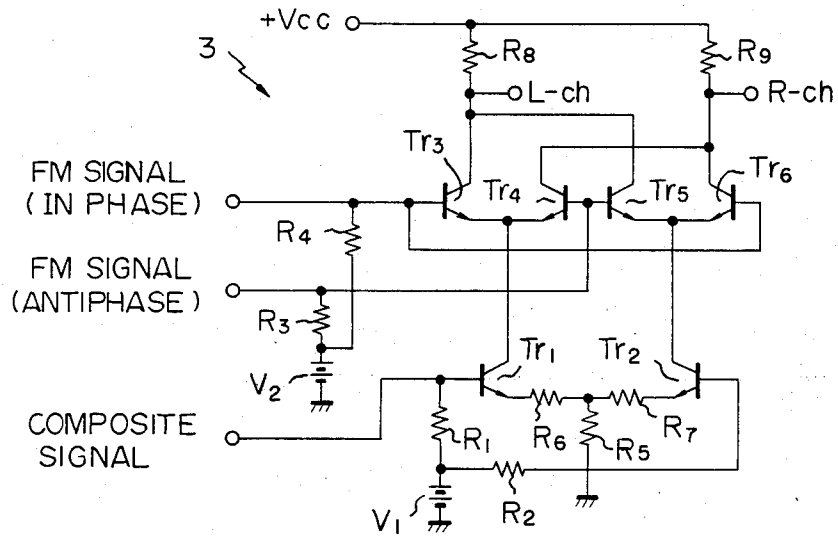 +Vcc
3
R8
R9
L-ch
R-ch
FM SIGNAL
(IN PHASE)
Tr3
Tr4
Tr5
Tr6
R4
FM SIGNAL
(ANTIPHASE)
R3
V2
Tr1
Tr2
COMPOSITE
SIGNAL
R1
R6
R5
R7
V1
R2